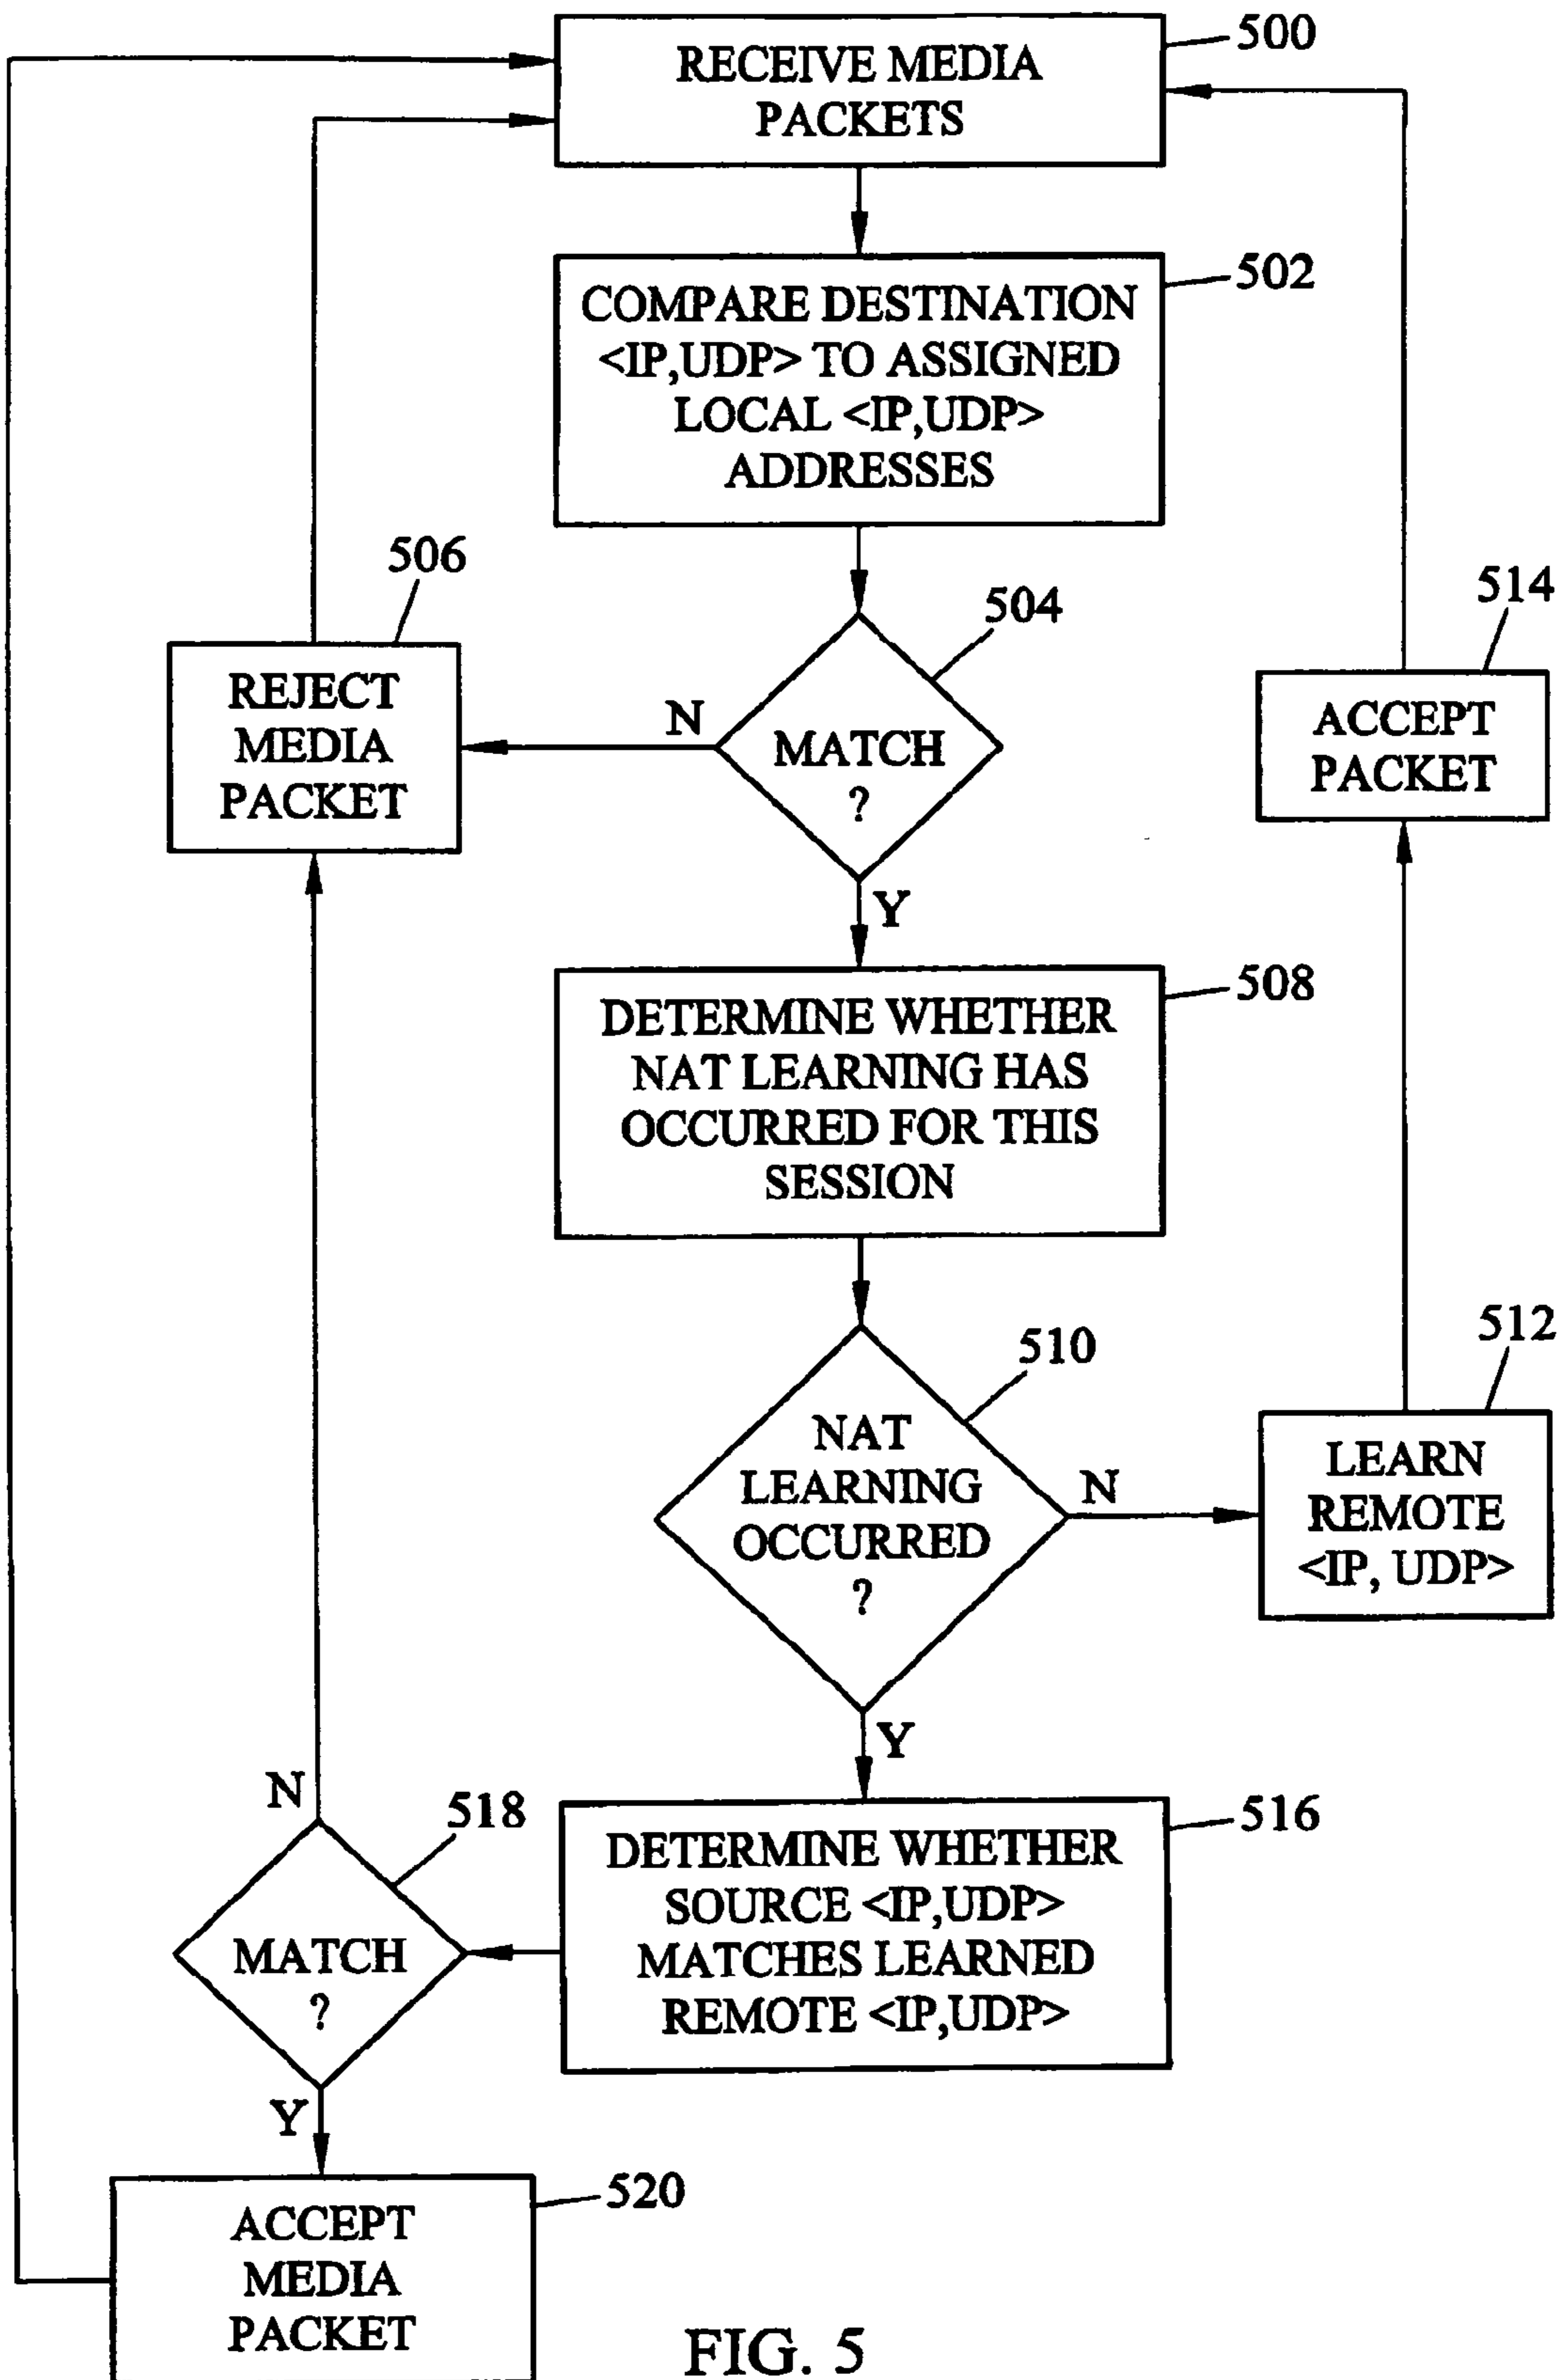 RECEIVE MEDIA
PACKETS
500
COMPARE DESTINATION
<IP,UDP> TO ASSIGNED
LOCAL <IP,UDP>
ADDRESSES
502
504
MATCH
?
N
Y
506
REJECT
MEDIA
PACKET
514
ACCEPT
PACKET
DETERMINE WHETHER
NAT LEARNING HAS
OCCURRED FOR THIS
SESSION
508
510
NAT
LEARNING
OCCURRED
?
N
Y
512
LEARN
REMOTE
<IP, UDP>
DETERMINE WHETHER
SOURCE <IP,UDP>
MATCHES LEARNED
REMOTE <IP,UDP>
516
N
518
MATCH
?
Y
ACCEPT
MEDIA
PACKET
520
FIG. 5